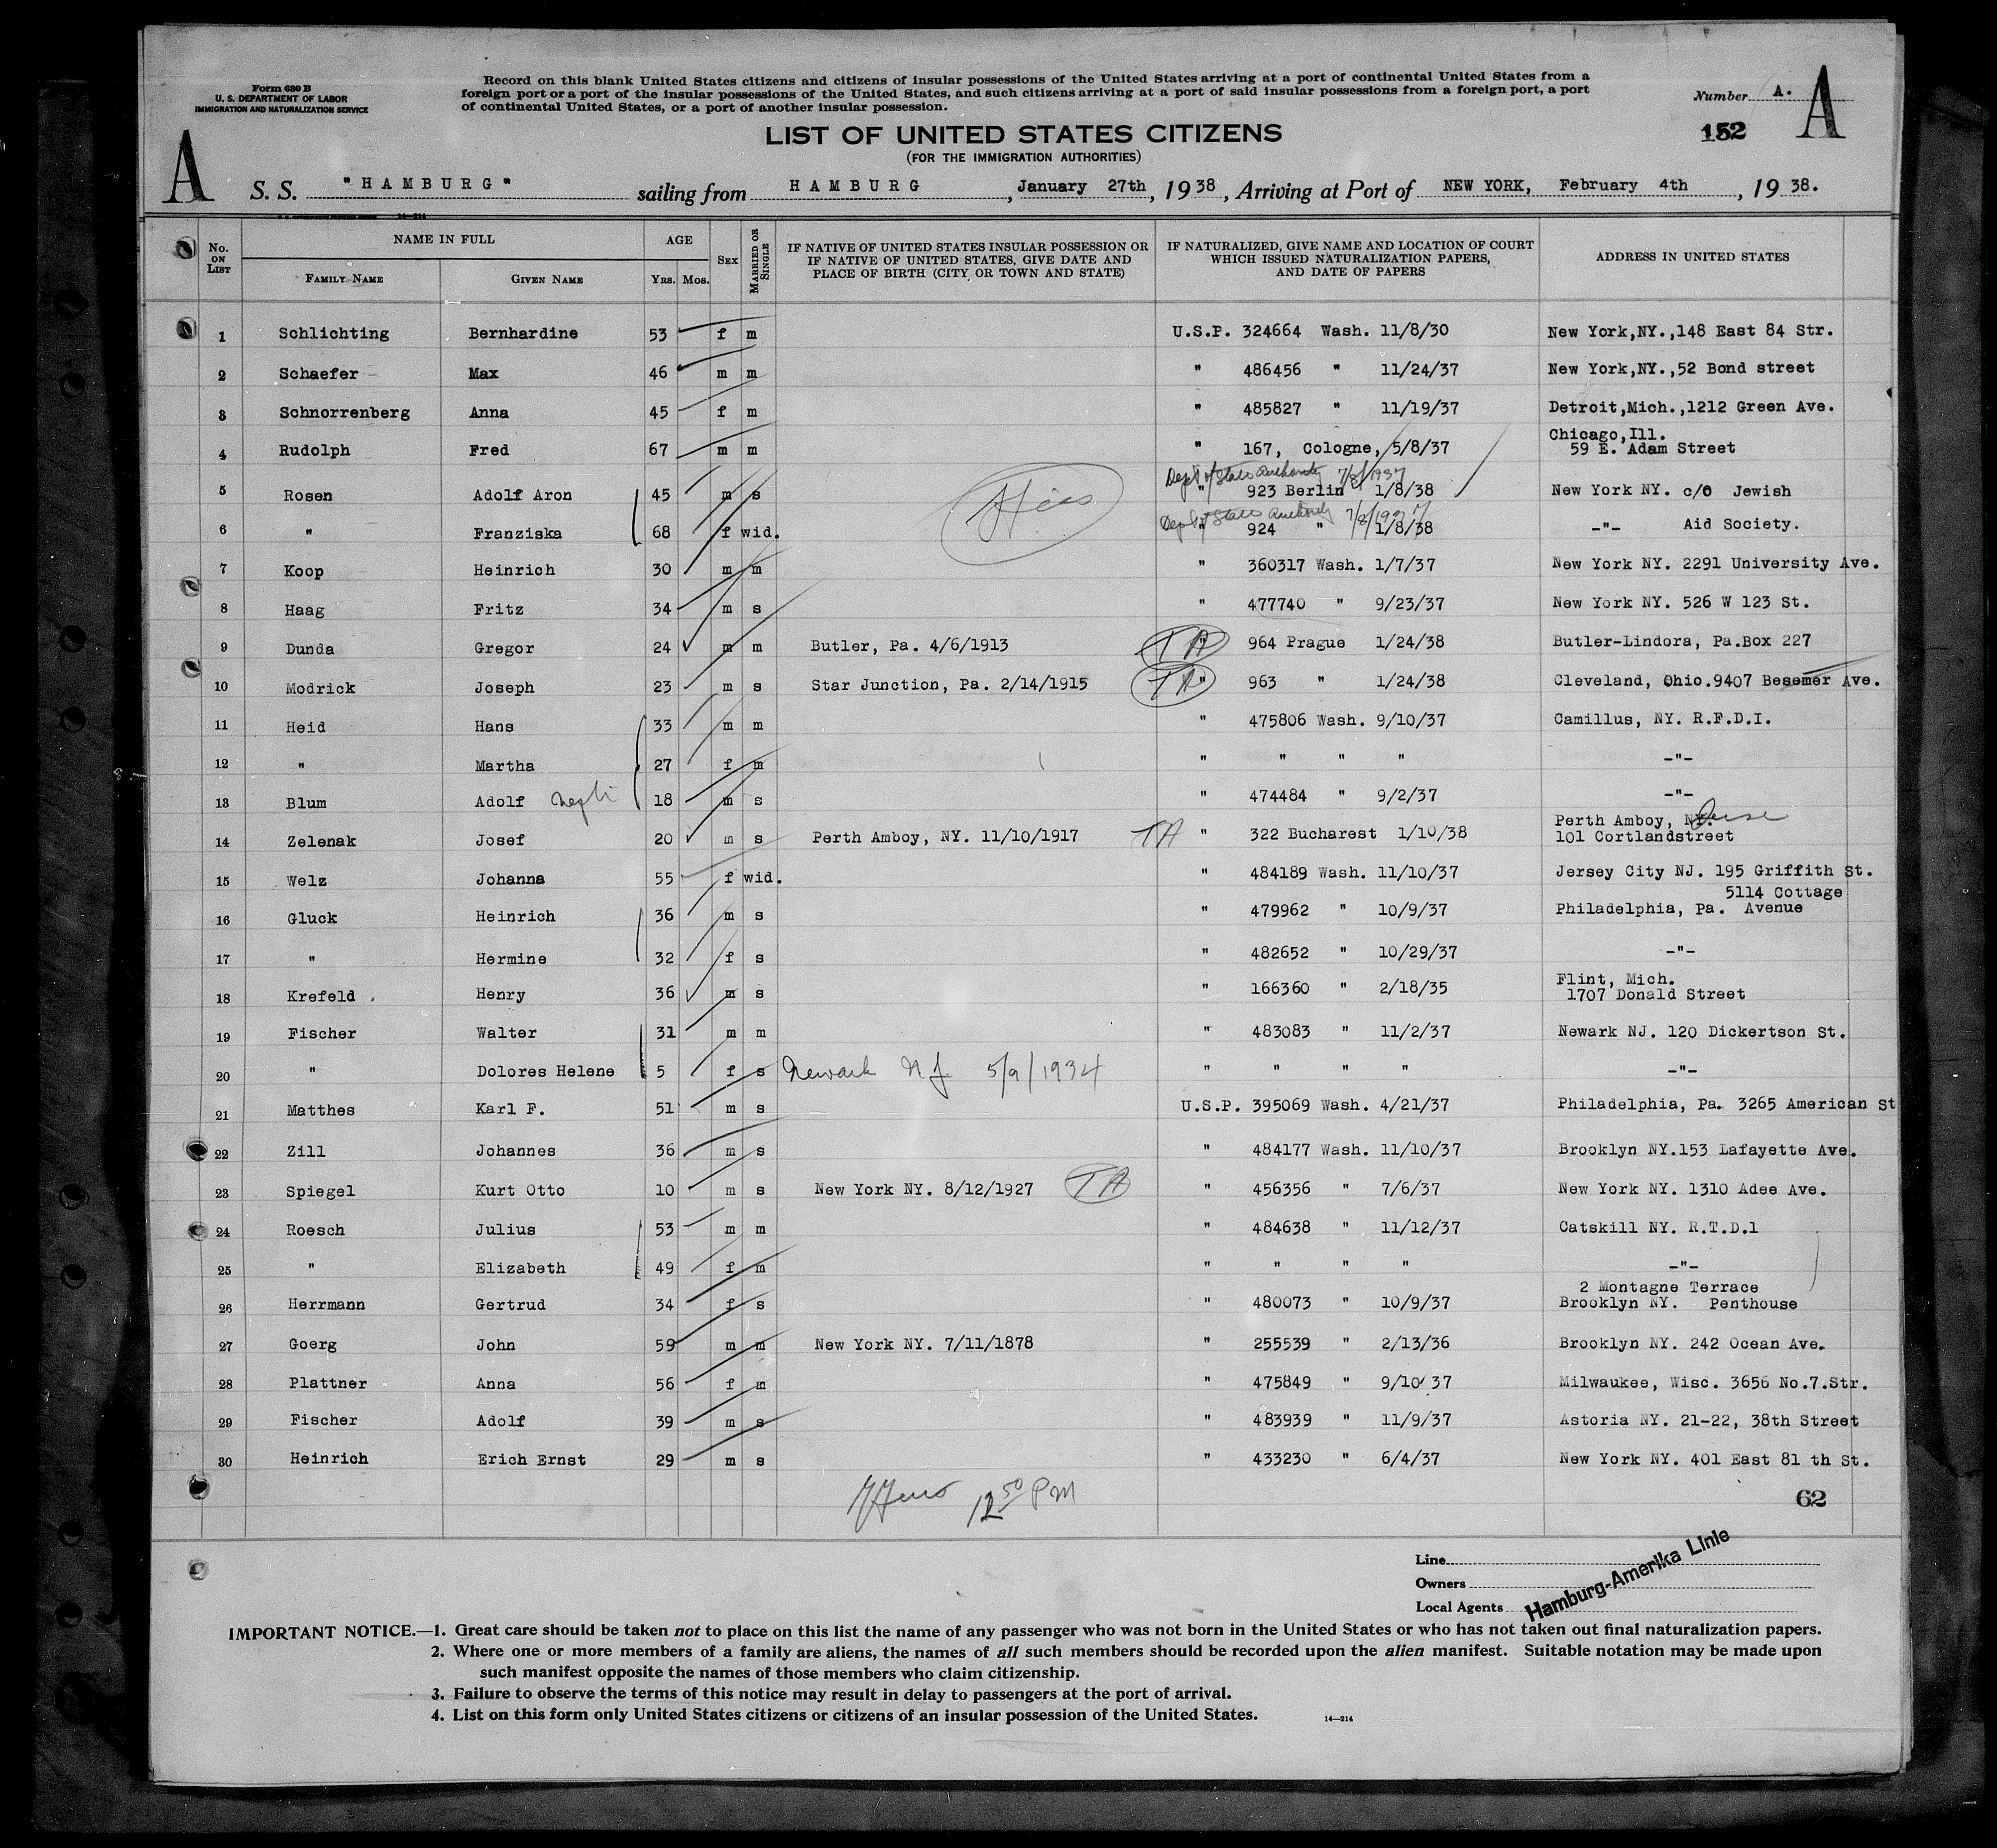 Form 630 B
U. S. DEPARTMENT OF LABOR
IMMIGRATION AND NATURALIZATION SERVICE
Record on this blank United States citizens and citizens of insular possessions of the United States arriving at a port of continental United States from a
foreign port or a port of the insular possessions of the United States, and such citizens arriving at a port of said insular possessions from a foreign port, a port
of continental United States, or a port of another insular possession.
Number A. A
152
LIST OF UNITED STATES CITIZENS
(FOR THE IMMIGRATION AUTHORITIES)
A S. S. "HAMBURG" sailing from HAMBURG, January 27th, 1938, Arriving at Port of NEW YORK, February 4th, 1938.
14—214
No. ON LIST NAME IN FULL FAMILY NAME GIVEN NAME AGE YRS. MOS. SEX MARRIED OR SINGLE IF NATIVE OF UNITED STATES INSULAR POSSESSION OR IF NATIVE OF UNITED STATES, GIVE DATE AND PLACE OF BIRTH (CITY OR TOWN AND STATE) IF NATURALIZED, GIVE NAME AND LOCATION OF COURT WHICH ISSUED NATURALIZATION PAPERS, AND DATE OF PAPERS ADDRESS IN UNITED STATES
1 Schlichting Bernhardine 53 f m U.S.P. 324664 Wash. 11/8/30 New York,NY.,148 East 84 Str.
2 Schaefer Max 46 m m " 486456 " 11/24/37 New York,NY.,52 Bond street
3 Schnorrenberg Anna 45 f m " 485827 " 11/19/37 Detroit,Mich.,1212 Green Ave.
4 Rudolph Fred 67 m m " 167, Cologne, 5/8/37 Chicago,Ill. 59 E. Adam Street
Dept of State Authority 7/8/1937
5 Rosen Adolf Aron 45 m s Hias " 923 Berlin 1/8/38 New York NY. c/o Jewish
Dept of State Authority 7/8/1937
6 " Franziska 68 f wid. " 924 " 1/8/38 -"- Aid Society.
7 Koop Heinrich 30 m m " 360317 Wash. 1/7/37 New York NY. 2291 University Ave.
8 Haag Fritz 34 m s " 477740 " 9/23/37 New York NY. 526 W 123 St.
9 Dunda Gregor 24 m m Butler, Pa. 4/6/1913 TA " 964 Prague 1/24/38 Butler-Lindora, Pa.Box 227
10 Modrick Joseph 23 m s Star Junction, Pa. 2/14/1915 TA " 963 " 1/24/38 Cleveland, Ohio.9407 Besemer Ave.
11 Heid Hans 33 m m " 475806 Wash. 9/10/37 Camillus, NY. R.F.D.I.
12 " Martha 27 f m " " " " -"-
13 Blum Adolf 18 m s " 474484 " 9/2/37 -"-
14 Zelenak Josef 20 m s Perth Amboy, NY. 11/10/1917 TA " 322 Bucharest 1/10/38 Perth Amboy, NY. 101 Cortlandstreet
15 Welz Johanna 55 f wid. " 484189 Wash. 11/10/37 Jersey City NJ. 195 Griffith St.
16 Gluck Heinrich 36 m s " 479962 " 10/9/37 5114 Cottage Philadelphia, Pa. Avenue
17 " Hermine 32 f s " 482652 " 10/29/37 -"-
18 Krefeld Henry 36 m s " 166360 " 2/18/35 Flint, Mich. 1707 Donald Street
19 Fischer Walter 31 m m " 483083 " 11/2/37 Newark NJ. 120 Dickertson St.
20 " Dolores Helene 5 f s Newark NJ 5/9/1934 " " " " -"-
21 Matthes Karl F. 51 m s U.S.P. 395069 Wash. 4/21/37 Philadelphia, Pa. 3265 American St
22 Zill Johannes 36 m s " 484177 Wash. 11/10/37 Brooklyn NY.153 Lafayette Ave.
23 Spiegel Kurt Otto 10 m s New York NY. 8/12/1927 TA " 456356 " 7/6/37 New York NY. 1310 Adee Ave.
24 Roesch Julius 53 m m " 484638 " 11/12/37 Catskill NY. R.T.D.l
25 " Elizabeth 49 f m " " " " -"-
26 Herrmann Gertrud 34 f s " 480073 " 10/9/37 2 Montagne Terrace Brooklyn NY. Penthouse
27 Goerg John 59 m m New York NY. 7/11/1878 " 255539 " 2/13/36 Brooklyn NY. 242 Ocean Ave.
28 Plattner Anna 56 f m " 475849 " 9/10/37 Milwaukee, Wisc. 3656 No.7.Str.
29 Fischer Adolf 39 m s " 483939 " 11/9/37 Astoria NY. 21-22, 38th Street
30 Heinrich Erich Ernst 29 m s " 433230 " 6/4/37 New York NY. 401 East 81 th St.
12 50 PM
62
Line
Owners
Local Agents
Hamburg-Amerika Linie
IMPORTANT NOTICE.—1. Great care should be taken not to place on this list the name of any passenger who was not born in the United States or who has not taken out final naturalization papers.
2. Where one or more members of a family are aliens, the names of all such members should be recorded upon the alien manifest. Suitable notation may be made upon
such manifest opposite the names of those members who claim citizenship.
3. Failure to observe the terms of this notice may result in delay to passengers at the port of arrival.
4. List on this form only United States citizens or citizens of an insular possession of the United States.
14—214